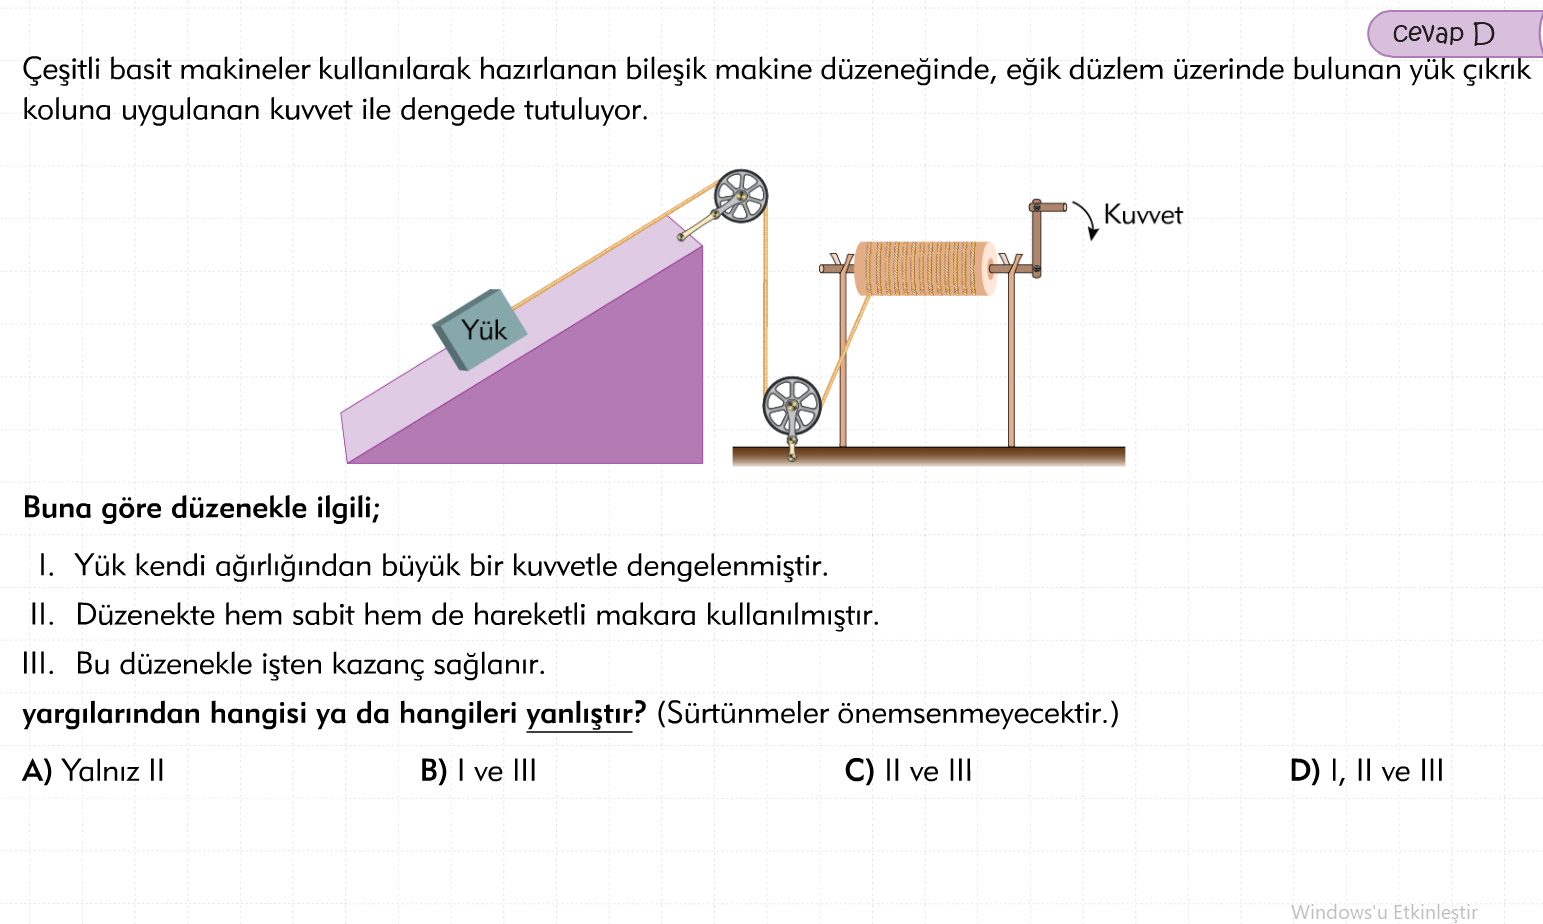 cevap D
Çeşitli basit makineler kullanılarak hazırlanan bileşik makine düzeneğinde, eğik düzlem üzerinde bulunan yük çıkrık
koluna uygulanan kuvvet ile dengede tutuluyor.
Kuvvet
Yük
Buna göre düzenekle ilgili;
I. Yük kendi ağırlığından büyük bir kuvvetle dengelenmiştir.
II. Düzenekte hem sabit hem de hareketli makara kullanılmıştır.
III. Bu düzenekle işten kazanç sağlanır.
yargılarından hangisi ya da hangileri yanlıştır? (Sürtünmeler önemsenmeyecektir.)
A) Yalnız II B) I ve III C) II ve III D) I, II ve III
Windows'u Etkinleştir